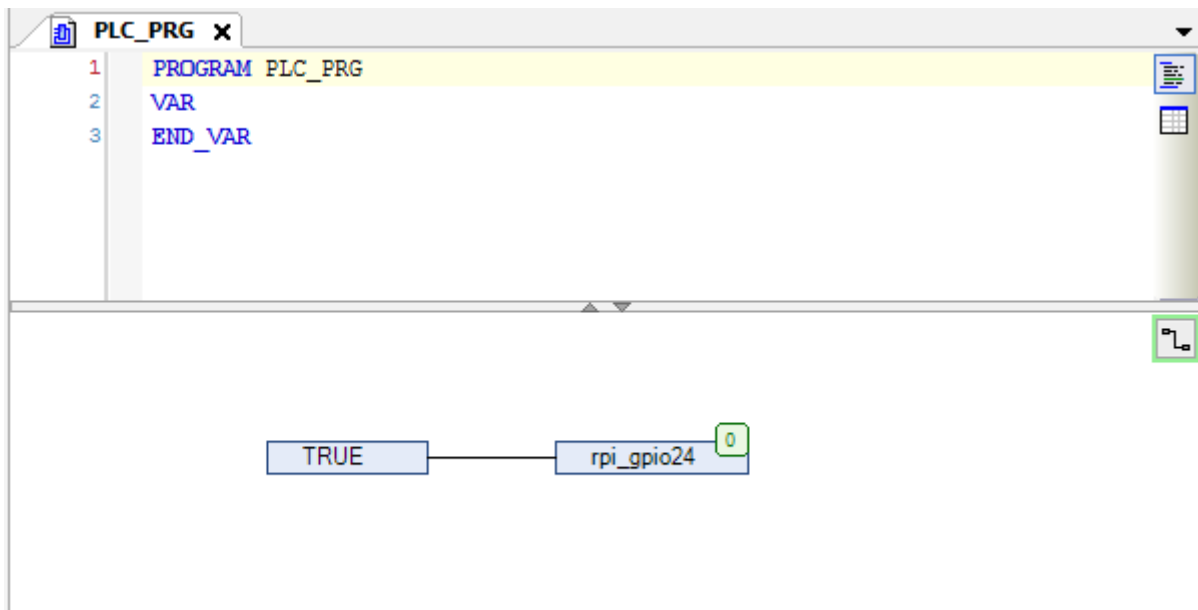 PLC_PRG
1 PROGRAM PLC_PRG
2 VAR
3 END_VAR
TRUE
rpi_gpio24
0